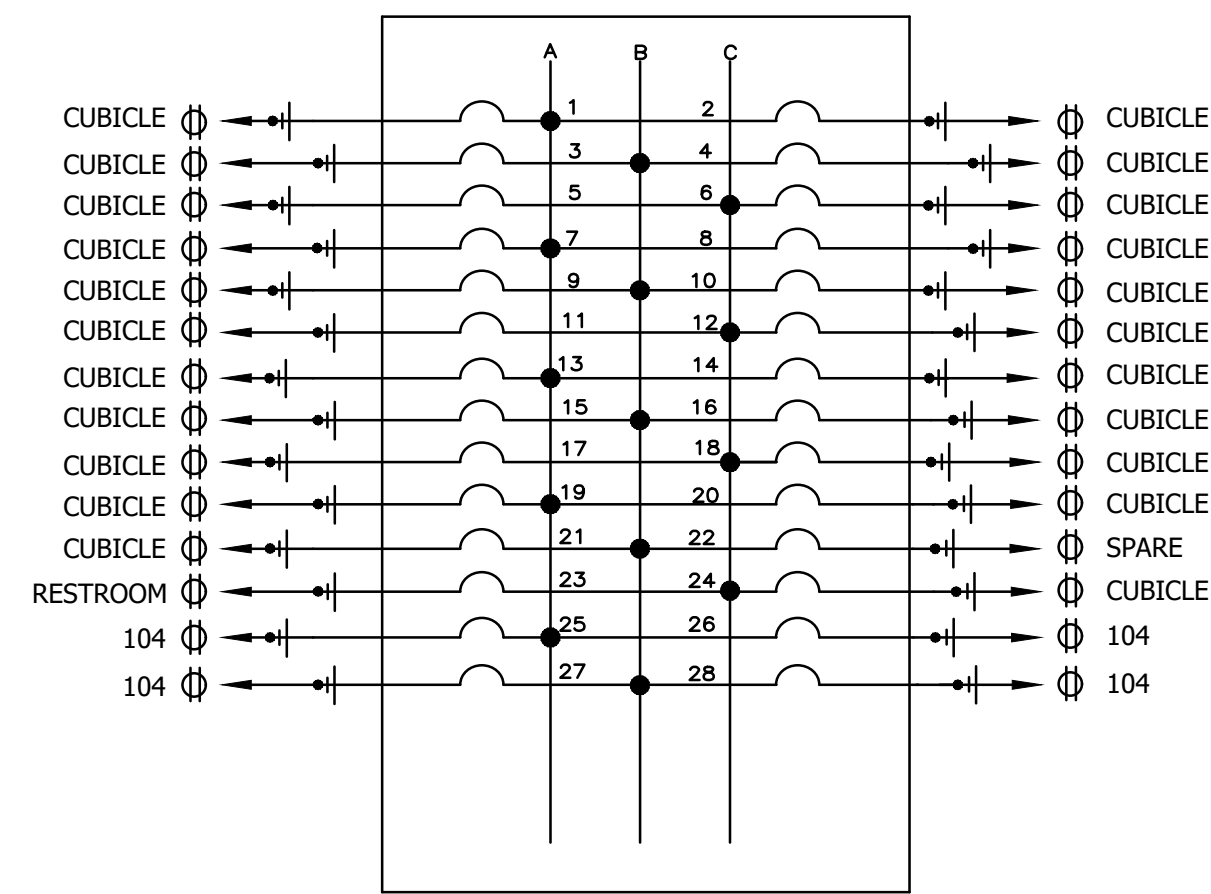 A B C
CUBICLE 1 2 CUBICLE
CUBICLE 3 4 CUBICLE
CUBICLE 5 6 CUBICLE
CUBICLE 7 8 CUBICLE
CUBICLE 9 10 CUBICLE
CUBICLE 11 12 CUBICLE
CUBICLE 13 14 CUBICLE
CUBICLE 15 16 CUBICLE
CUBICLE 17 18 CUBICLE
CUBICLE 19 20 CUBICLE
CUBICLE 21 22 SPARE
RESTROOM 23 24 CUBICLE
104 25 26 104
104 27 28 104